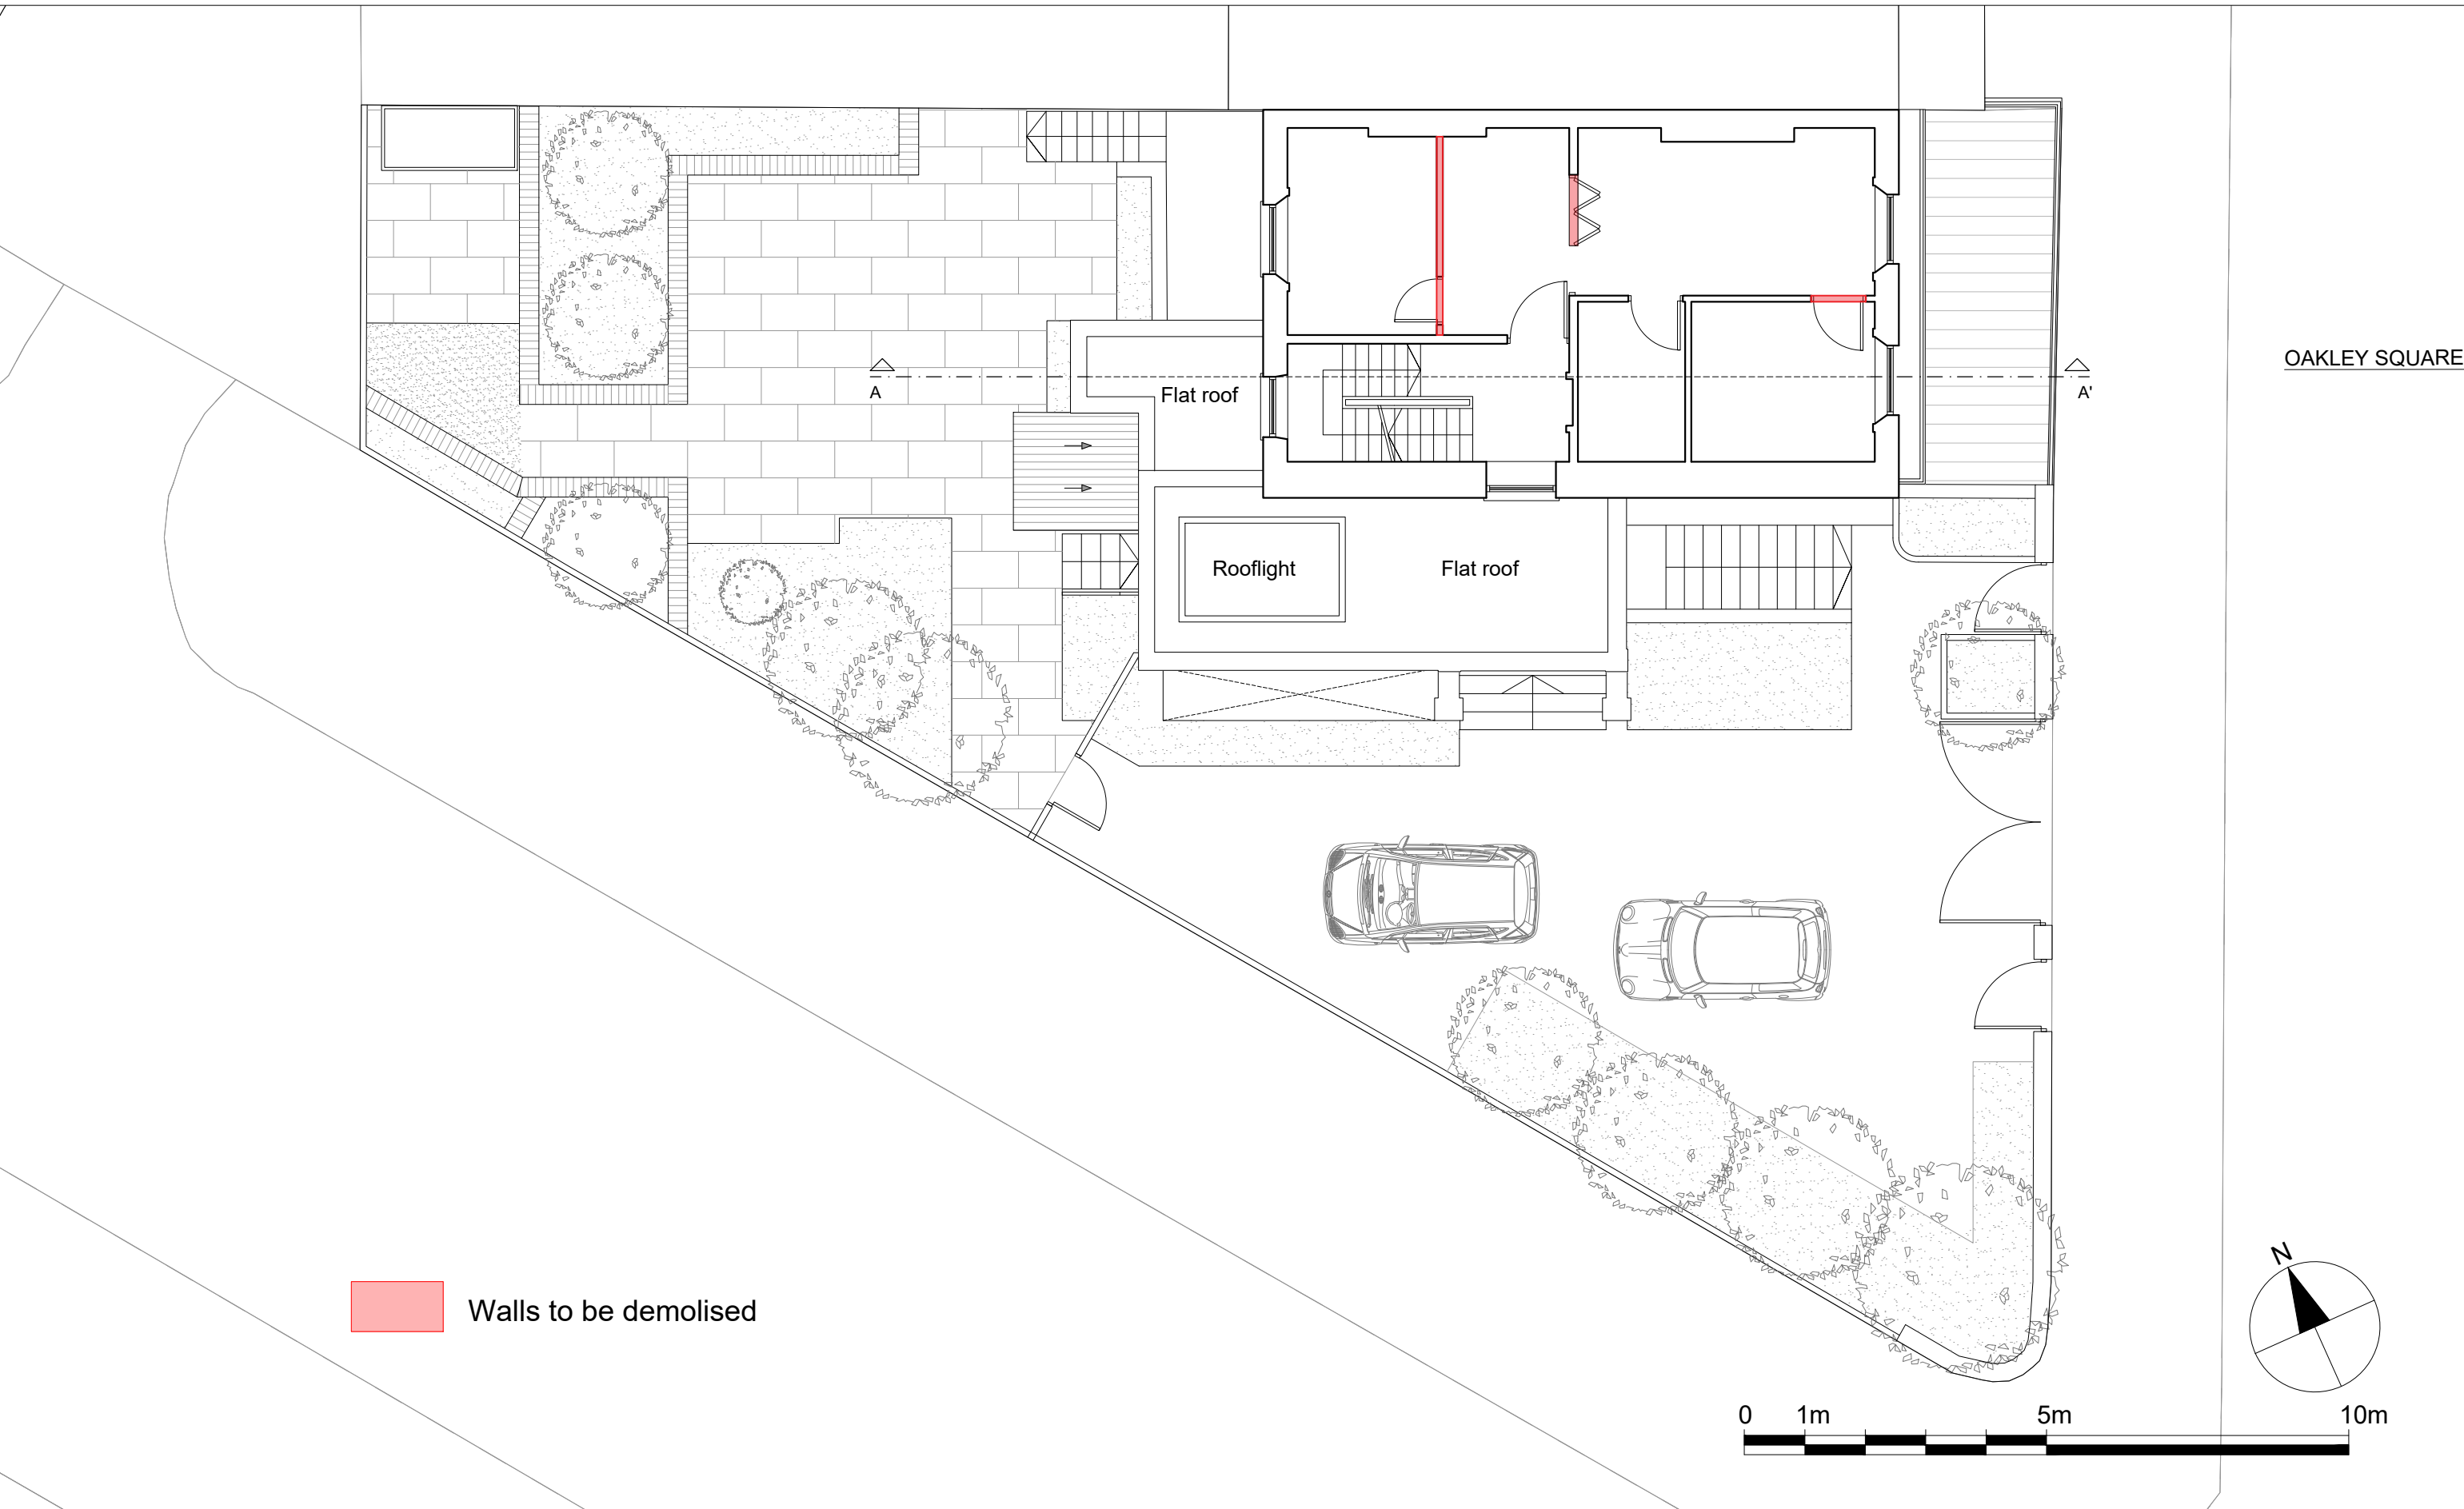 OAKLEY SQUARE
A
Flat roof
A'
Rooflight
Flat roof
N
Walls to be demolised
0 1m 5m 10m